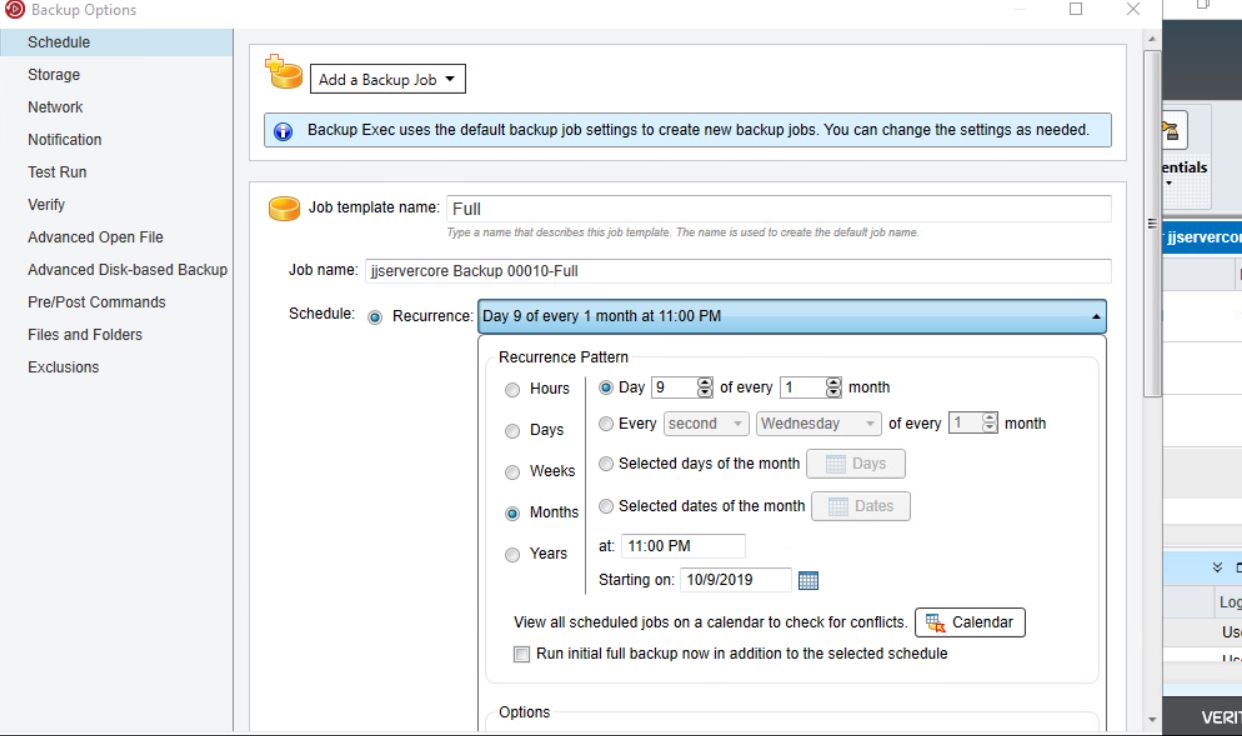 Backup Options
Schedule
Storage
Network
Notification
Test Run
Verify
Advanced Open File
Advanced Disk-based Backup
Pre/Post Commands
Files and Folders
Exclusions
Add a Backup Job
Backup Exec uses the default backup job settings to create new backup jobs. You can change the settings as needed.
Job template name: Full
Type a name that describes this job template. The name is used to create the default job name.
Job name: jjservercore Backup 00010-Full
Schedule: Recurrence: Day 9 of every 1 month at 11:00 PM
Recurrence Pattern
Hours
Days
Weeks
Months
Years
Day 9 of every 1 month
Every second Wednesday of every 1 month
Selected days of the month Days
Selected dates of the month Dates
at: 11:00 PM
Starting on: 10/9/2019
View all scheduled jobs on a calendar to check for conflicts. Calendar
Run initial full backup now in addition to the selected schedule
Options
entials
jjservercor
Log
Use
VERIT